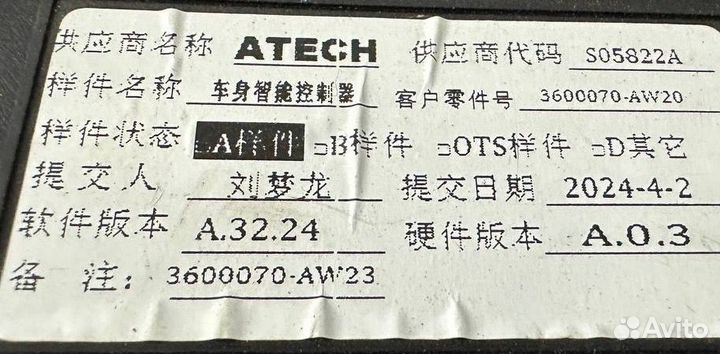 供应商名称 ATECH 供应商代码 S05822A
样件名称 车身智能控制器 客户零件号 3600070-AW20
样件状态 □A样件 □B样件 □OTS样件 □D其它
提交人 刘梦龙 提交日期 2024-4-2
软件版本 A.32.24 硬件版本 A.0.3
备 注: 3600070-AW23
Avito